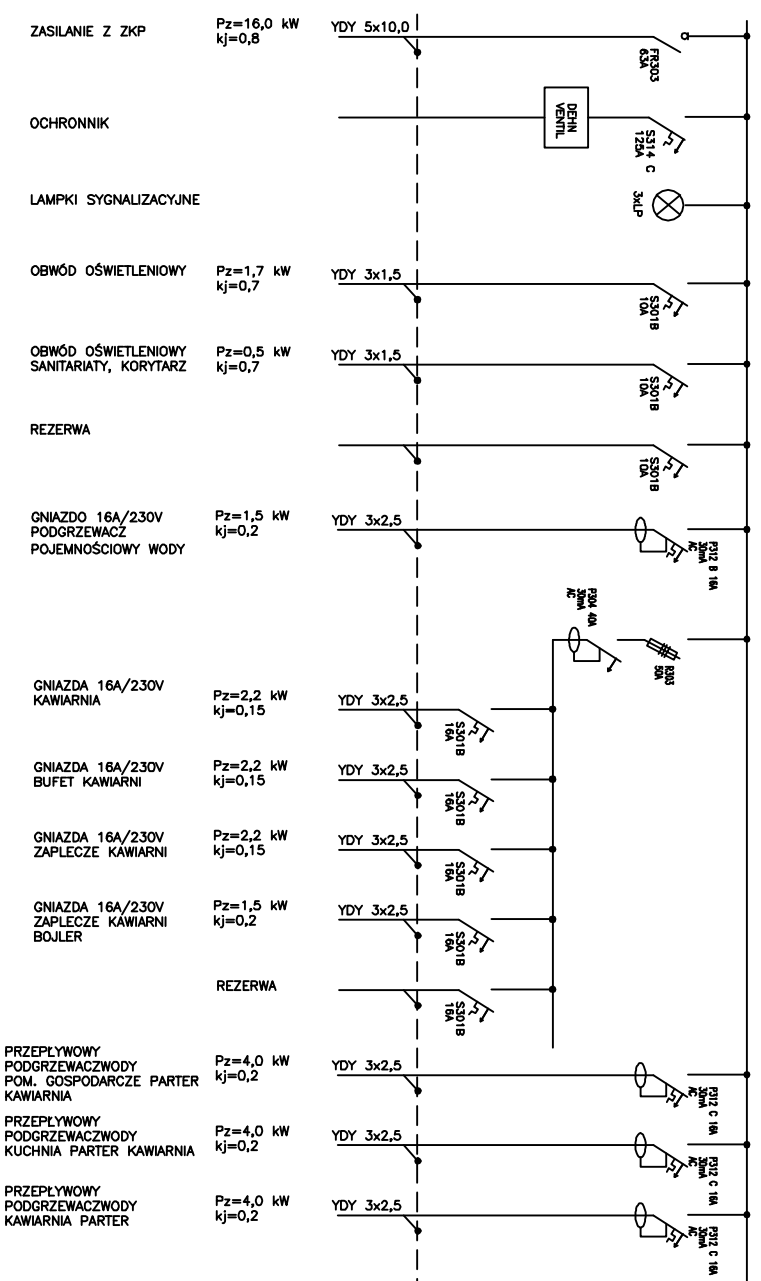 ZASILANIE Z ZKP
Pz=16,0 kW
kj=0,8
YDY 5x10,0
FR303
63A
OCHRONNIK
DEHN
VENTIL
S314 C
125A
LAMPKI SYGNALIZACYJNE
3xLP
OBWÓD OŚWIETLENIOWY
Pz=1,7 kW
kj=0,7
YDY 3x1,5
S301B
10A
OBWÓD OŚWIETLENIOWY
SANITARIATY, KORYTARZ
Pz=0,5 kW
kj=0,7
YDY 3x1,5
S301B
10A
REZERWA
S301B
10A
GNIAZDO 16A/230V
PODGRZEWACZ
POJEMNOŚCIOWY WODY
Pz=1,5 kW
kj=0,2
YDY 3x2,5
P312 B 16A
30mA
AC
P304 40A
30mA
AC
R303
50A
GNIAZDA 16A/230V
KAWIARNIA
Pz=2,2 kW
kj=0,15
YDY 3x2,5
S301B
16A
GNIAZDA 16A/230V
BUFET KAWIARNI
Pz=2,2 kW
kj=0,15
YDY 3x2,5
S301B
16A
GNIAZDA 16A/230V
ZAPLECZE KAWIARNI
Pz=2,2 kW
kj=0,15
YDY 3x2,5
S301B
16A
GNIAZDA 16A/230V
ZAPLECZE KAWIARNI
BOJLER
Pz=1,5 kW
kj=0,2
YDY 3x2,5
S301B
16A
REZERWA
S301B
16A
PRZEPŁYWOWY
PODGRZEWACZWODY
POM. GOSPODARCZE PARTER
KAWIARNIA
Pz=4,0 kW
kj=0,2
YDY 3x2,5
P312 C 16A
30mA
AC
PRZEPŁYWOWY
PODGRZEWACZWODY
KUCHNIA PARTER KAWIARNIA
Pz=4,0 kW
kj=0,2
YDY 3x2,5
P312 C 16A
30mA
AC
PRZEPŁYWOWY
PODGRZEWACZWODY
KAWIARNIA PARTER
Pz=4,0 kW
kj=0,2
YDY 3x2,5
P312 C 16A
30mA
AC